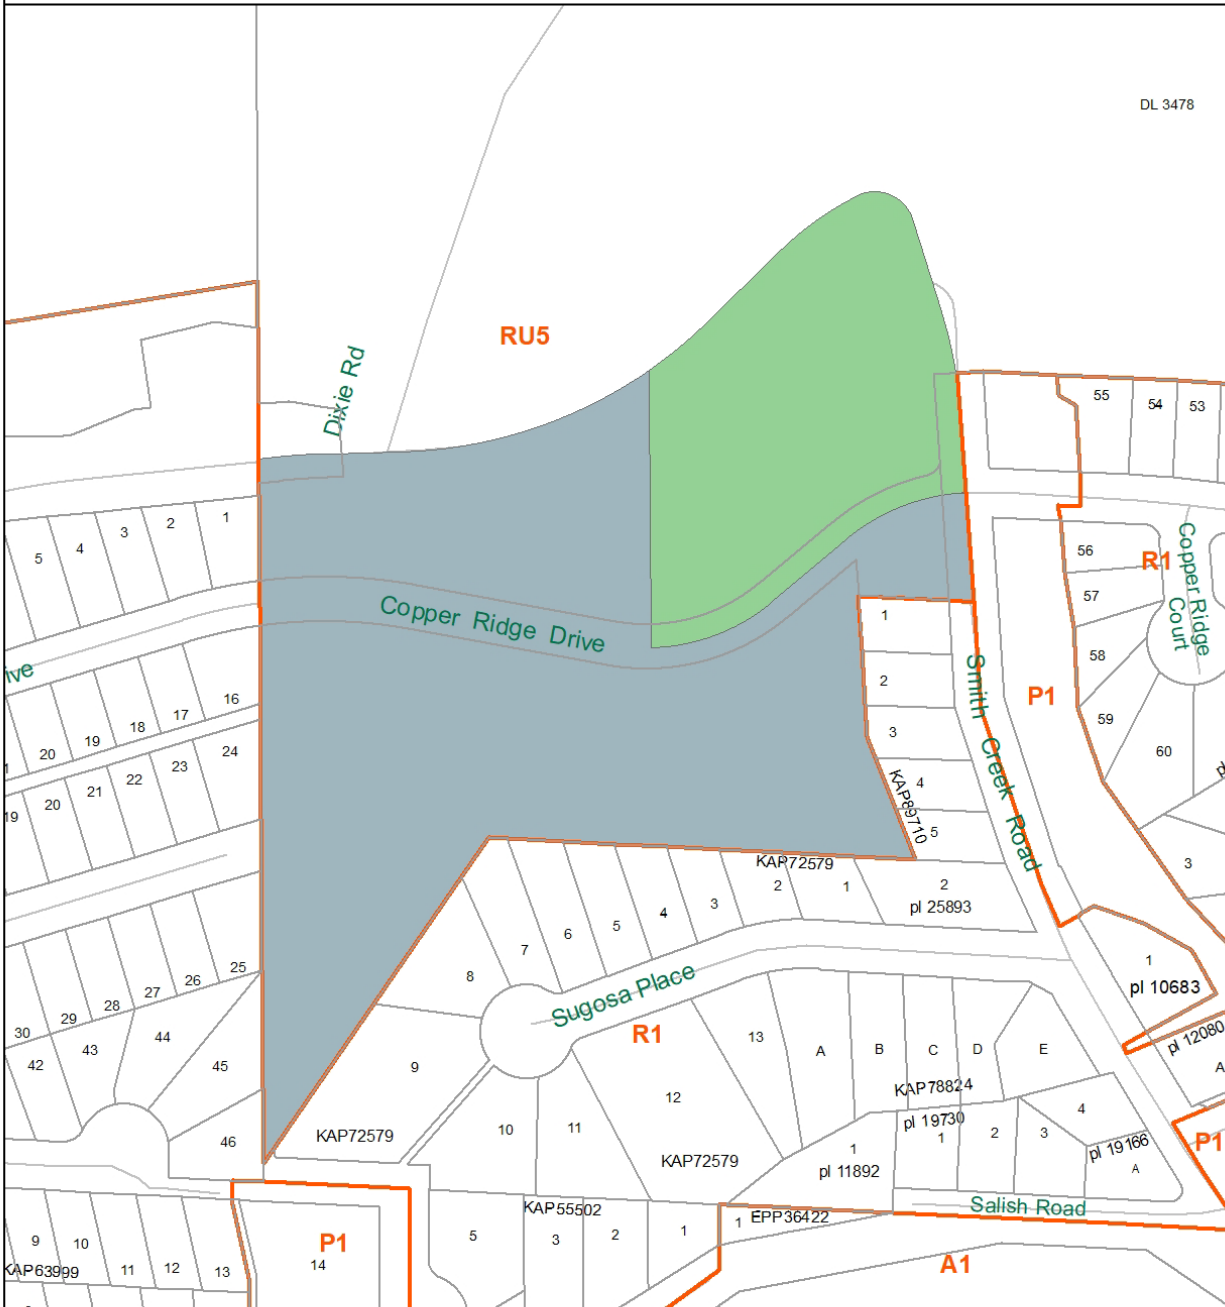 DL 3478
RU5
Dixie Rd
55
54
53
1
2
3
4
5
56
R1
Copper Ridge
Court
57
58
59
60
3
Copper Ridge Drive
ive
1
2
3
4
5
KAP89710
Smith Creek Road
P1
16
17
18
19
20
24
23
22
21
20
19
KAP72579
1
2
3
4
5
6
7
8
9
2
pl 25893
1
pl 10683
pl 12080
A
Sugosa Place
R1
25
26
27
28
29
30
42
43
44
45
46
KAP72579
10
11
12
13
KAP72579
A
B
C
D
E
KAP78824
pl 19730
1
2
3
4
pl 19166
A
1
pl 11892
P1
Salish Road
KAP55502
5
3
2
1
1
EPP36422
A1
P1
14
9
10
11
12
13
KAP63999